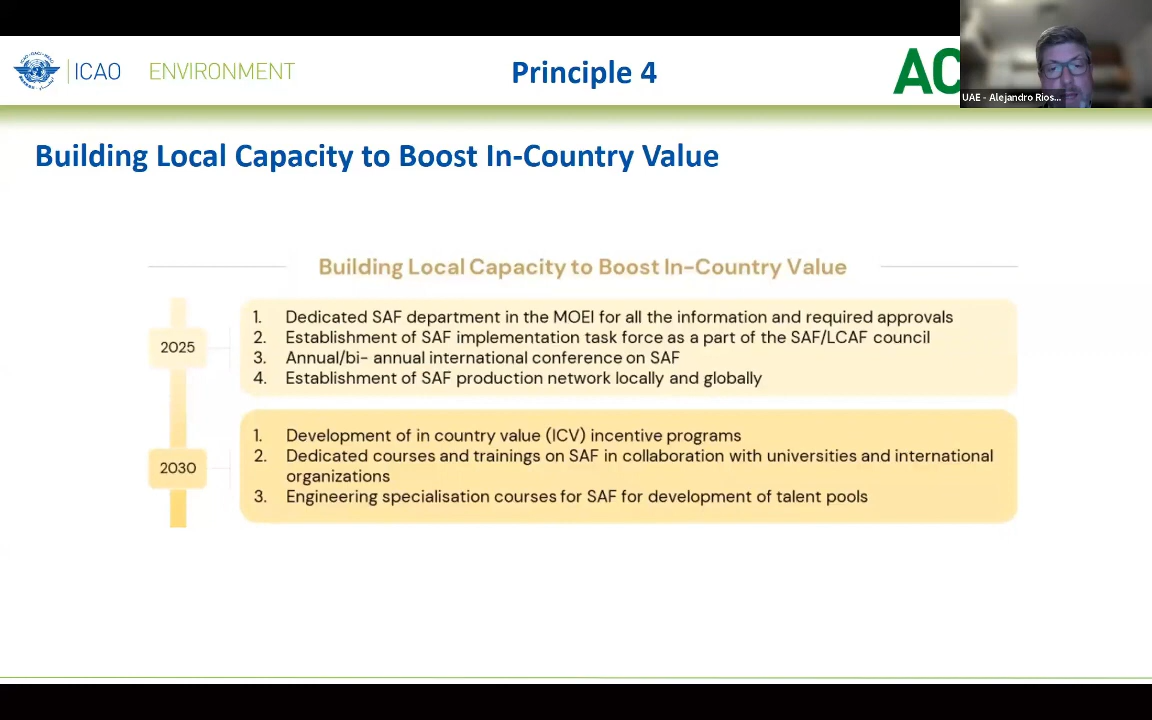 ICAO ENVIRONMENT
Principle 4
AC
UAE - Alejandro Rios...
Building Local Capacity to Boost In-Country Value
Building Local Capacity to Boost In-Country Value
2025
1. Dedicated SAF department in the MOEI for all the information and required approvals
2. Establishment of SAF implementation task force as a part of the SAF/LCAF council
3. Annual/bi- annual international conference on SAF
4. Establishment of SAF production network locally and globally
2030
1. Development of in country value (ICV) incentive programs
2. Dedicated courses and trainings on SAF in collaboration with universities and international
organizations
3. Engineering specialisation courses for SAF for development of talent pools